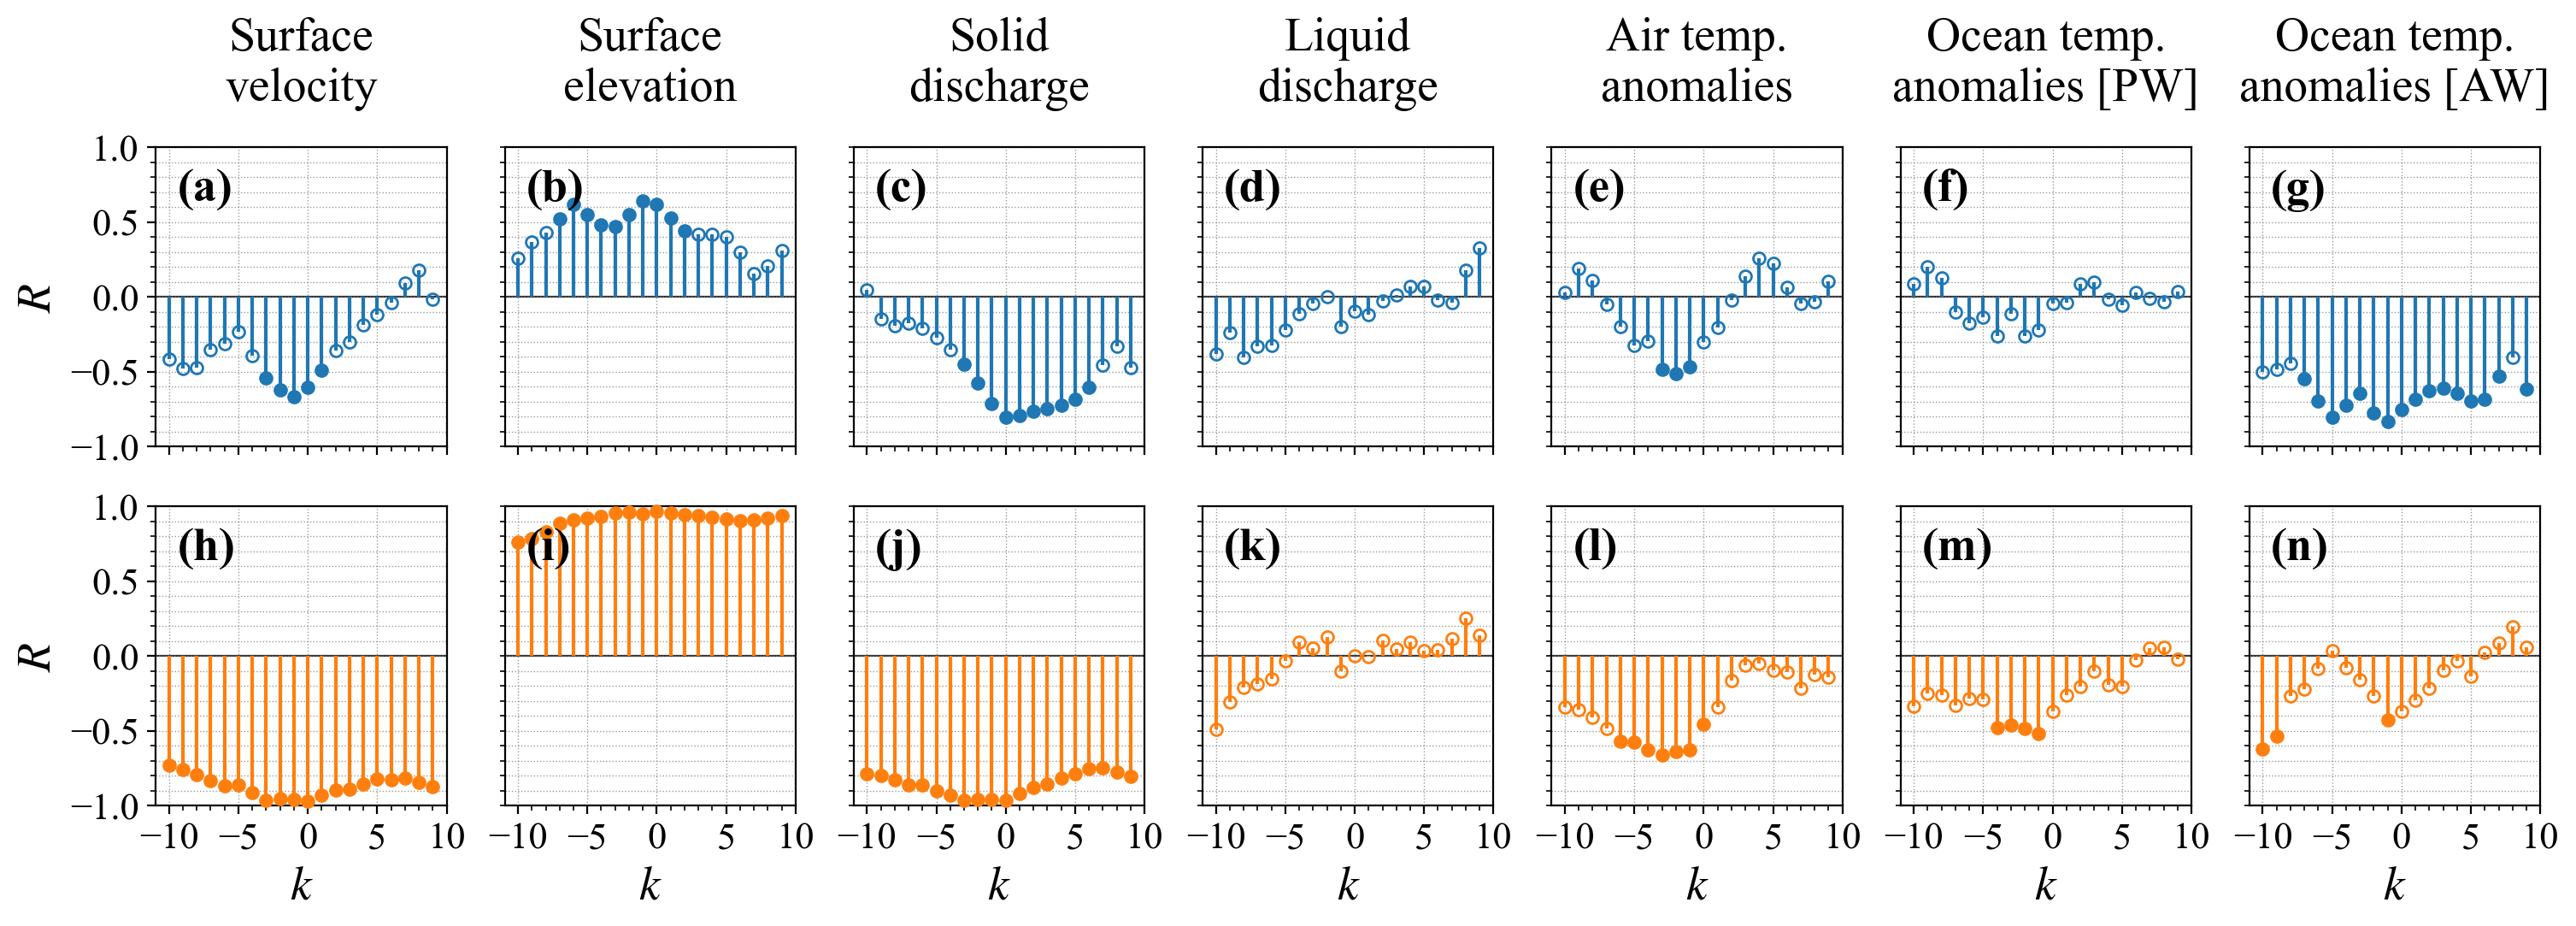 Surface velocity
Surface elevation
Solid discharge
Liquid discharge
Air temp. anomalies
Ocean temp. anomalies [PW]
Ocean temp. anomalies [AW]
1.0
0.5
0.0
−0.5
−1.0
R
(a)
(b)
(c)
(d)
(e)
(f)
(g)
1.0
0.5
0.0
−0.5
−1.0
R
(h)
(i)
(j)
(k)
(l)
(m)
(n)
−10 −5 0 5 10
−10 −5 0 5 10
−10 −5 0 5 10
−10 −5 0 5 10
−10 −5 0 5 10
−10 −5 0 5 10
−10 −5 0 5 10
k
k
k
k
k
k
k